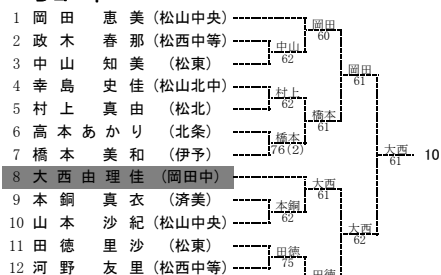 1 岡田 恵美 (松山中央)
2 政木 春那 (松西中等)
3 中山 知美 (松東)
4 幸島 史佳 (松山北中)
5 村上 真由 (松北)
6 高本あかり (北条)
7 橋本 美和 (伊予)
8 大西由理佳 (岡田中)
9 本銅 真衣 (済美)
10 山本 沙紀 (松山中央)
11 田徳 里沙 (松東)
12 河野 友里 (松西中等)
中山
62
村上
62
橋本
76(2)
本銅
62
田徳
75
岡田
60
橋本
61
大西
61
田徳
岡田
61
大西
62
大西
61
10